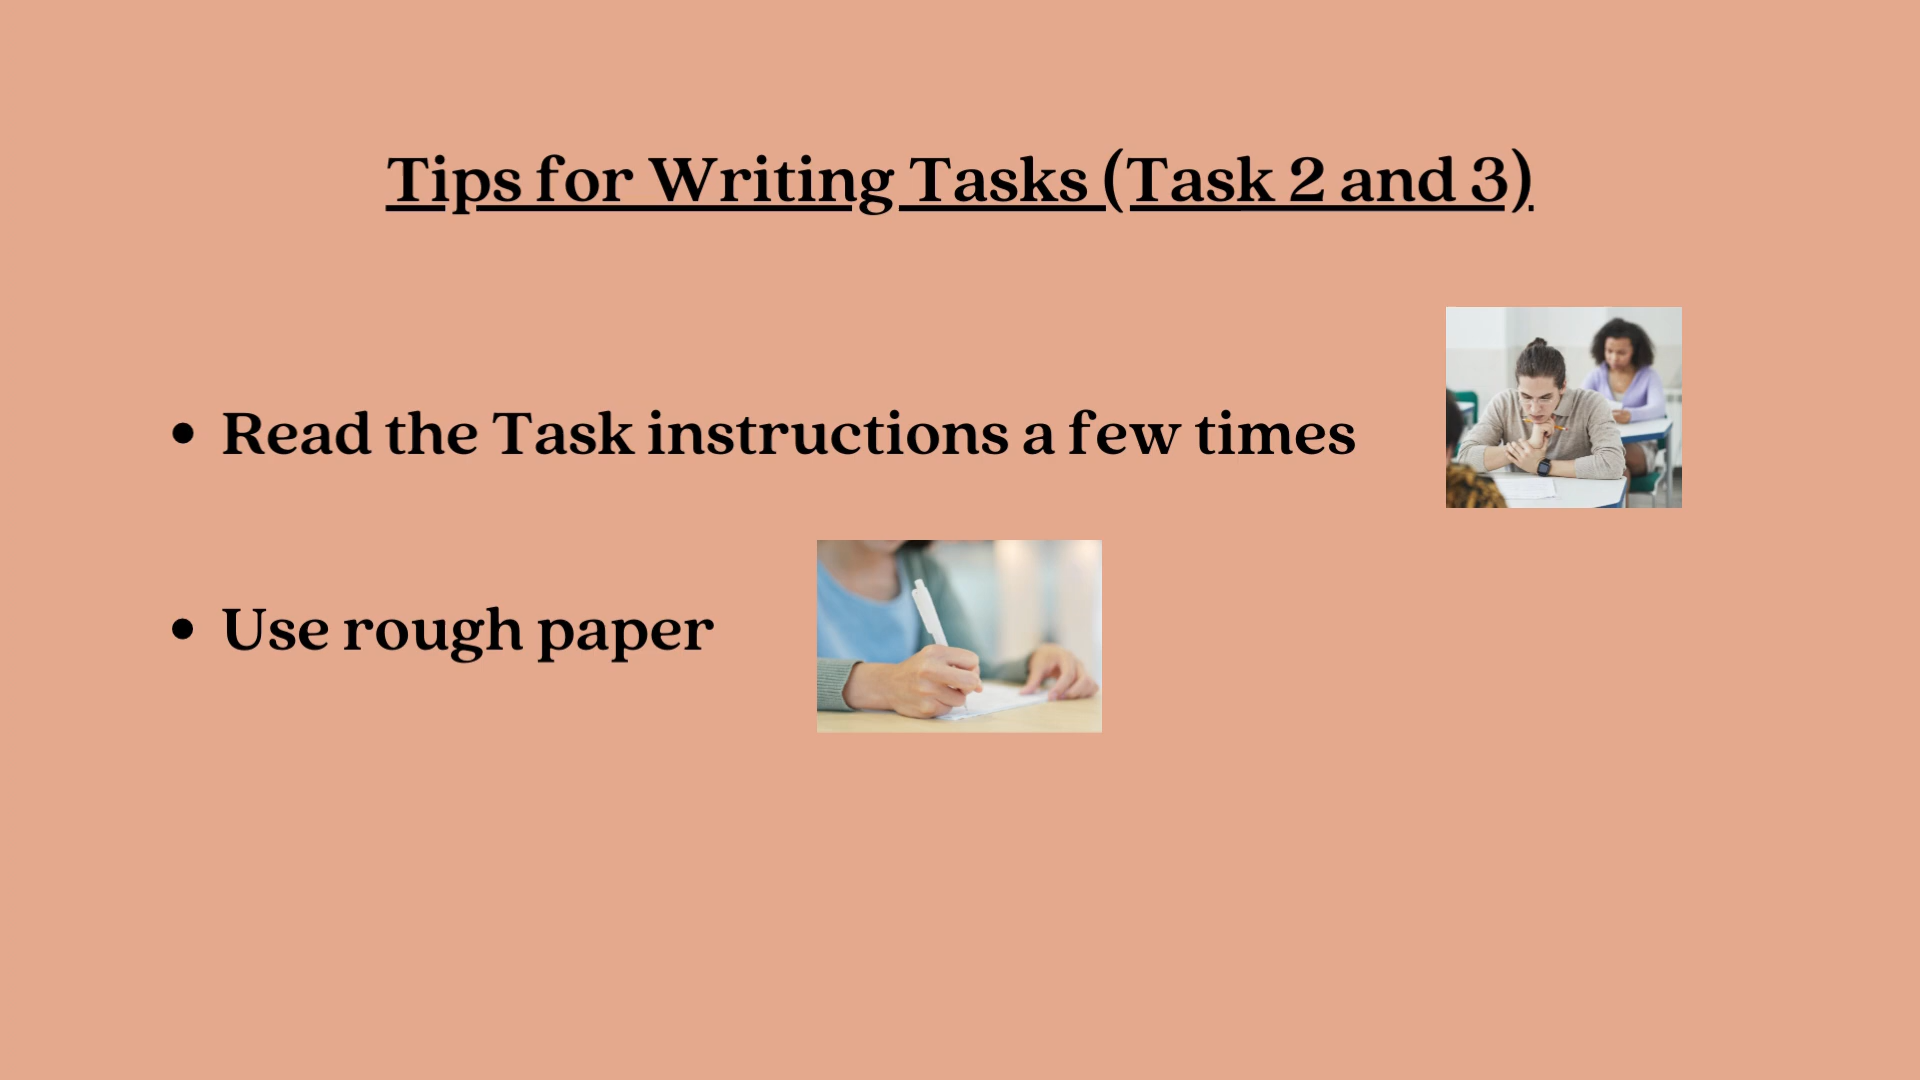 Tips for Writing Tasks (Task 2 and 3)
• Read the Task instructions a few times
• Use rough paper